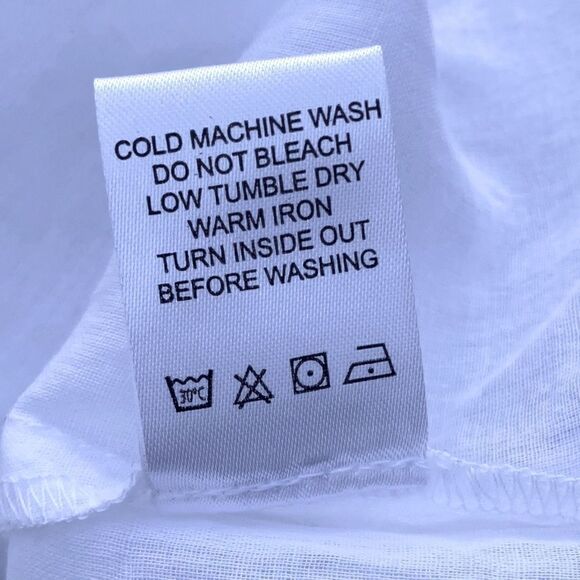 COLD MACHINE WASH
DO NOT BLEACH
LOW TUMBLE DRY
WARM IRON
TURN INSIDE OUT
BEFORE WASHING
30°C